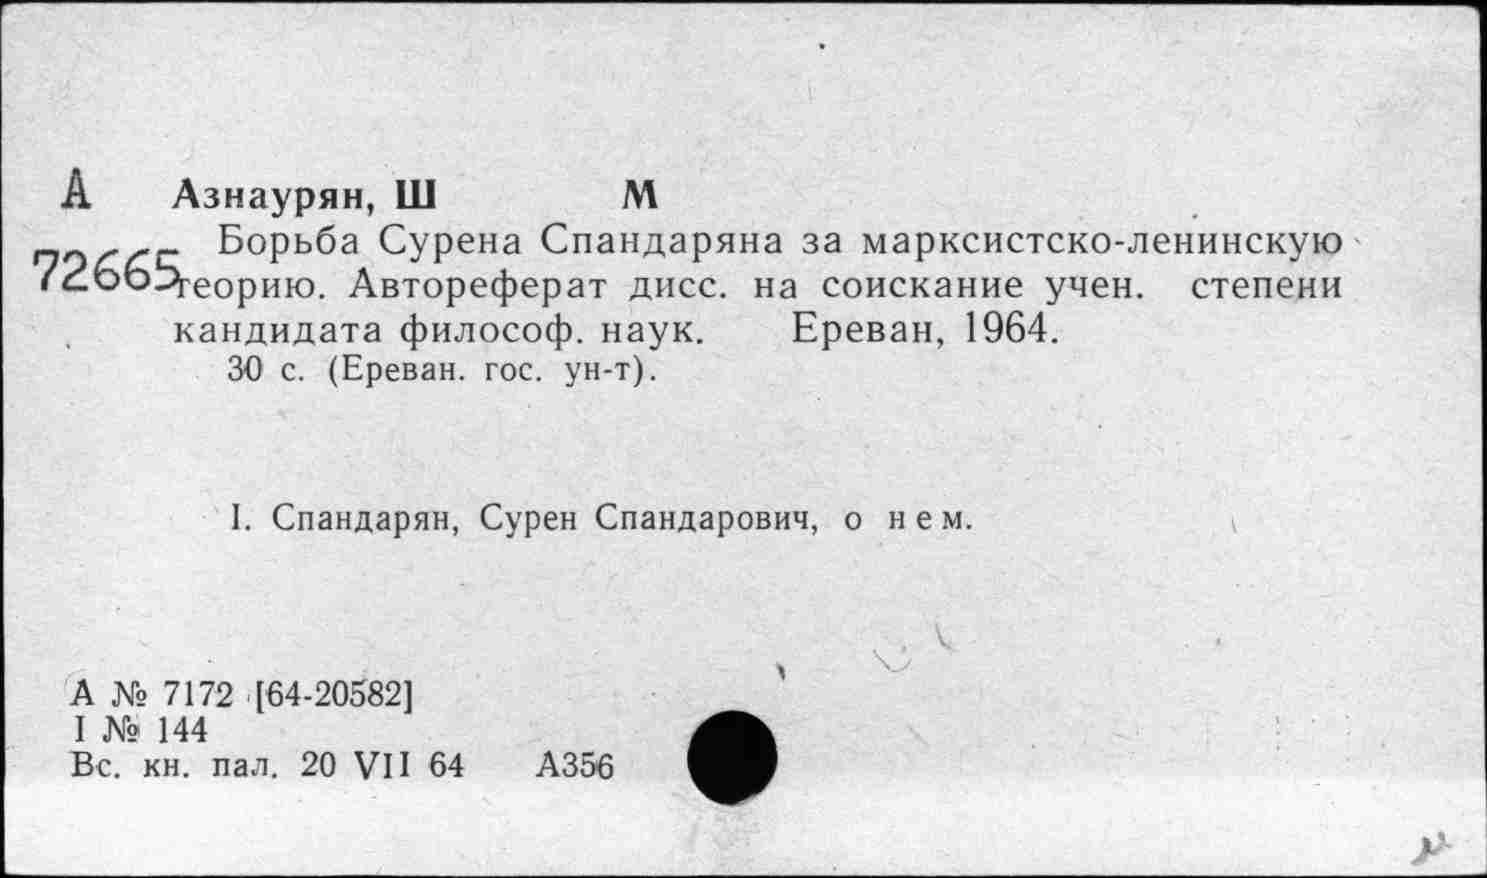 А Азнаурян, Ш М
Борьба Сурена Спандаряна за марксистско-ленинскую
72665 теорию. Автореферат дисс. на соискание учен. степени
кандидата философ. наук. Ереван, 1964.
30 с. (Ереван. гос. ун-т).
I. Спандарян, Сурен Спандарович, о нем.
А № 7172 [64-20582]
I № 144
Вс. кн. пал. 20 VII 64 А356